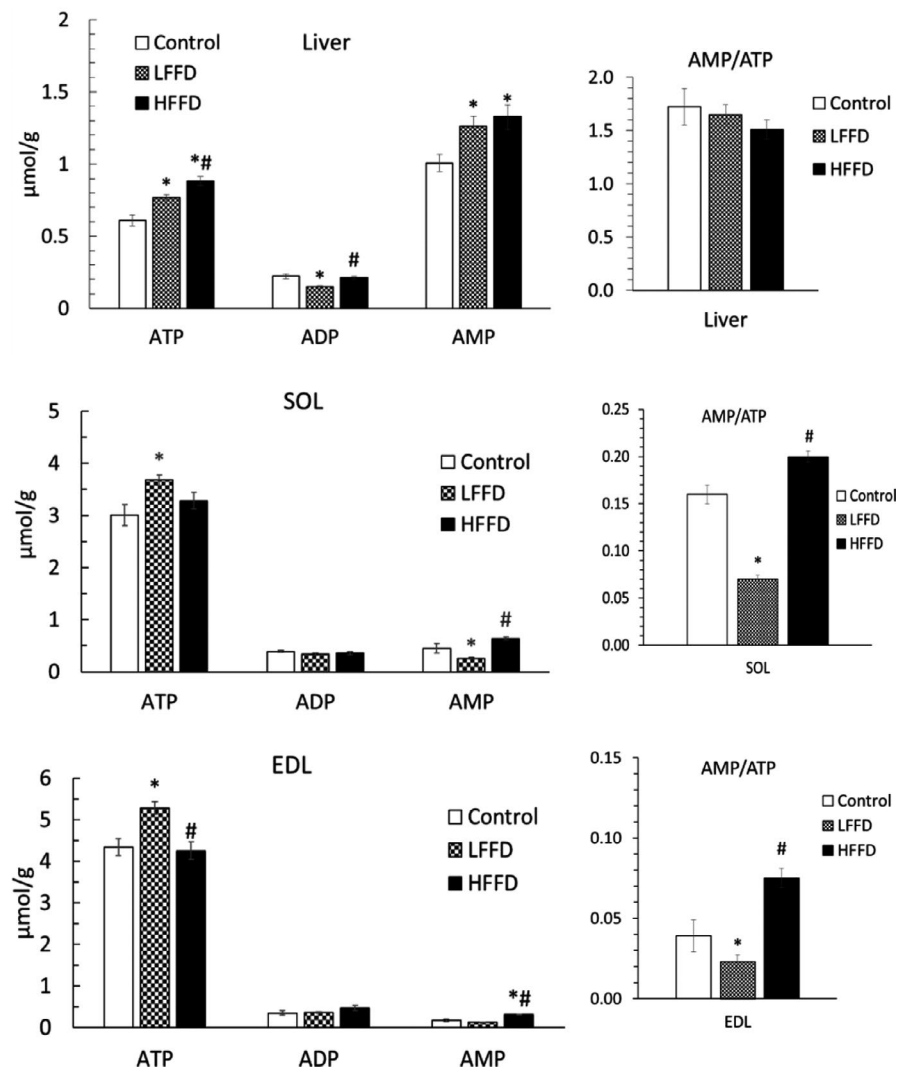 Liver
Control
LFFD
HFFD
µmol/g
2
1.5
1
0.5
0
*
*#
*
#
*
*
ATP
ADP
AMP
AMP/ATP
Control
LFFD
HFFD
2.0
1.5
1.0
0.5
0.0
Liver
SOL
Control
LFFD
HFFD
µmol/g
5
4
3
2
1
0
*
*
#
ATP
ADP
AMP
AMP/ATP
Control
LFFD
HFFD
0.25
0.20
0.15
0.10
0.05
0.00
*
#
SOL
EDL
Control
LFFD
HFFD
µmol/g
6
5
4
3
2
1
0
*
#
*#
ATP
ADP
AMP
AMP/ATP
Control
LFFD
HFFD
0.15
0.10
0.05
0.00
*
#
EDL